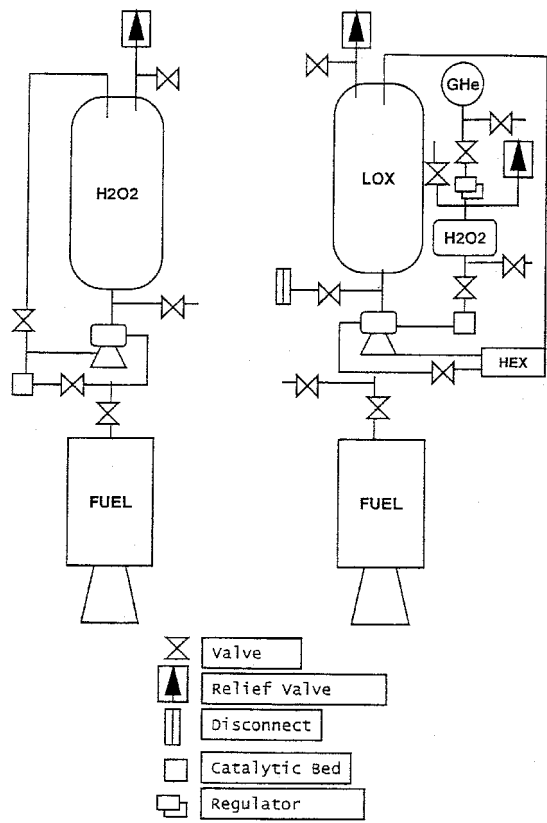 GHe
H2O2
LOX
H2O2
HEX
FUEL
FUEL
Valve
Relief Valve
Disconnect
Catalytic Bed
Regulator